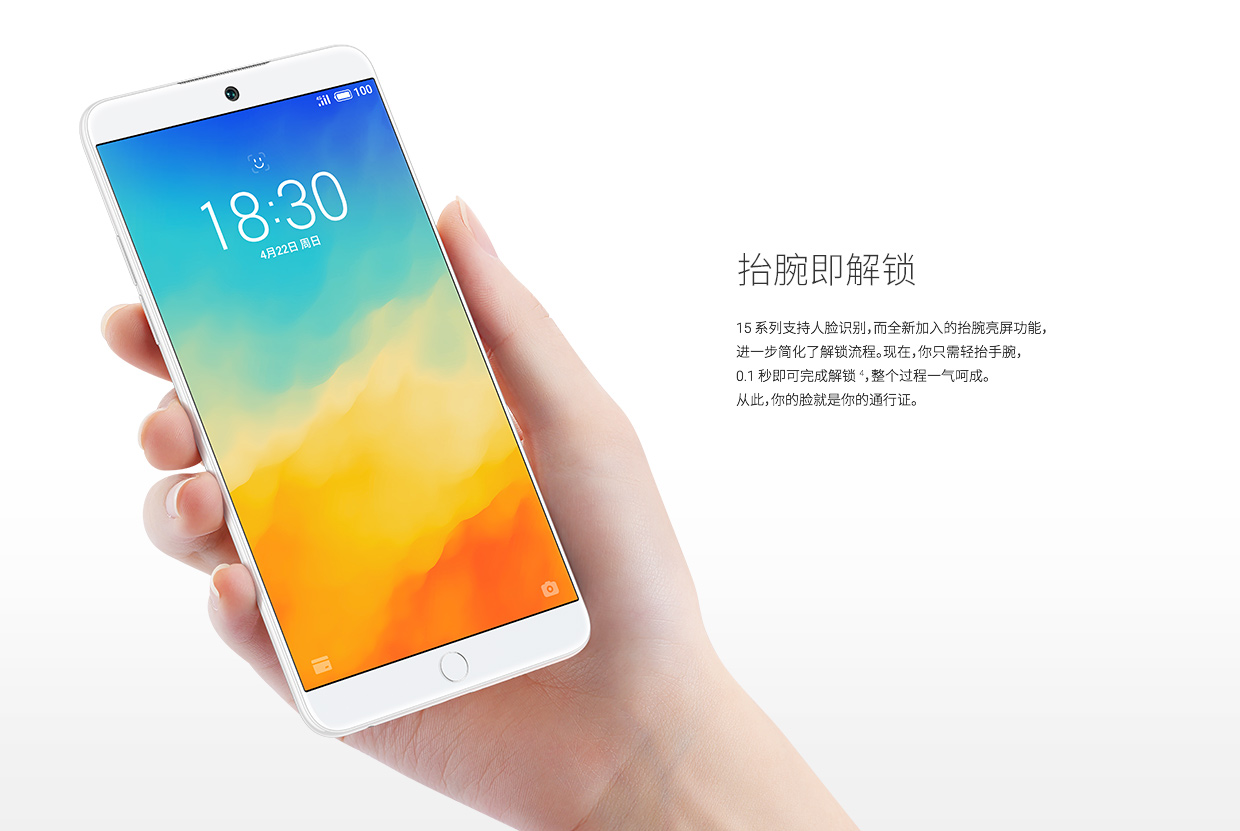 4G 100
18:30
4月22日 周日
抬腕即解锁
15 系列支持人脸识别，而全新加入的抬腕亮屏功能，
进一步简化了解锁流程。现在，你只需轻抬手腕，
0.1 秒即可完成解锁 4，整个过程一气呵成。
从此，你的脸就是你的通行证。